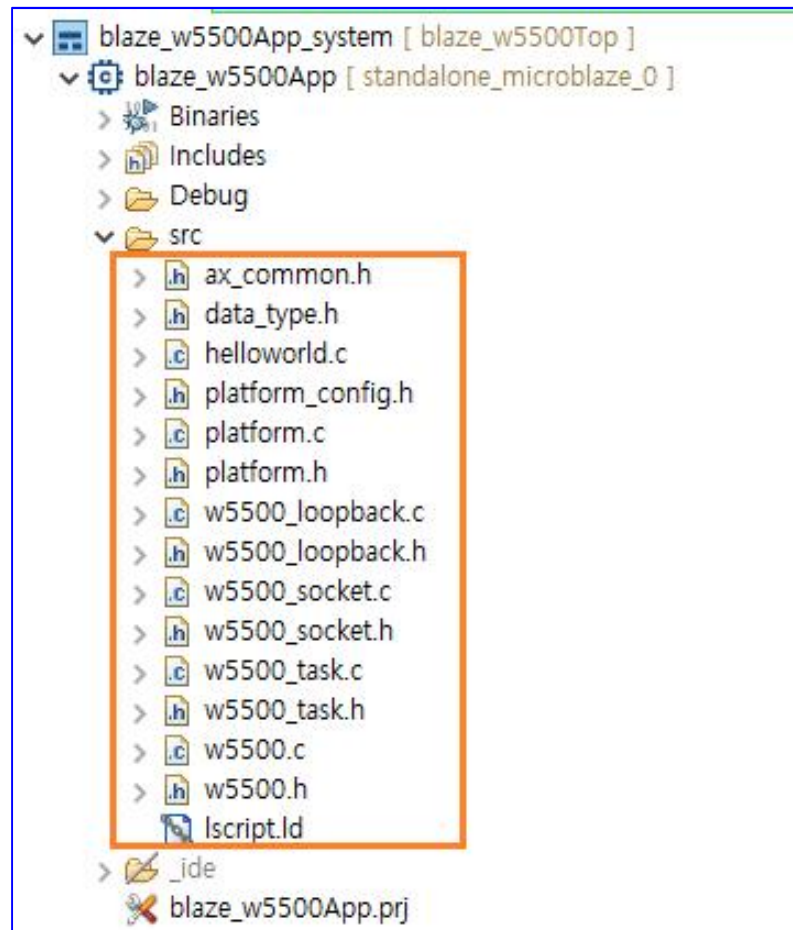 blaze_w5500App_system [ blaze_w5500Top ]
blaze_w5500App [ standalone_microblaze_0 ]
Binaries
Includes
Debug
src
ax_common.h
data_type.h
helloworld.c
platform_config.h
platform.c
platform.h
w5500_loopback.c
w5500_loopback.h
w5500_socket.c
w5500_socket.h
w5500_task.c
w5500_task.h
w5500.c
w5500.h
lscript.ld
_ide
blaze_w5500App.prj